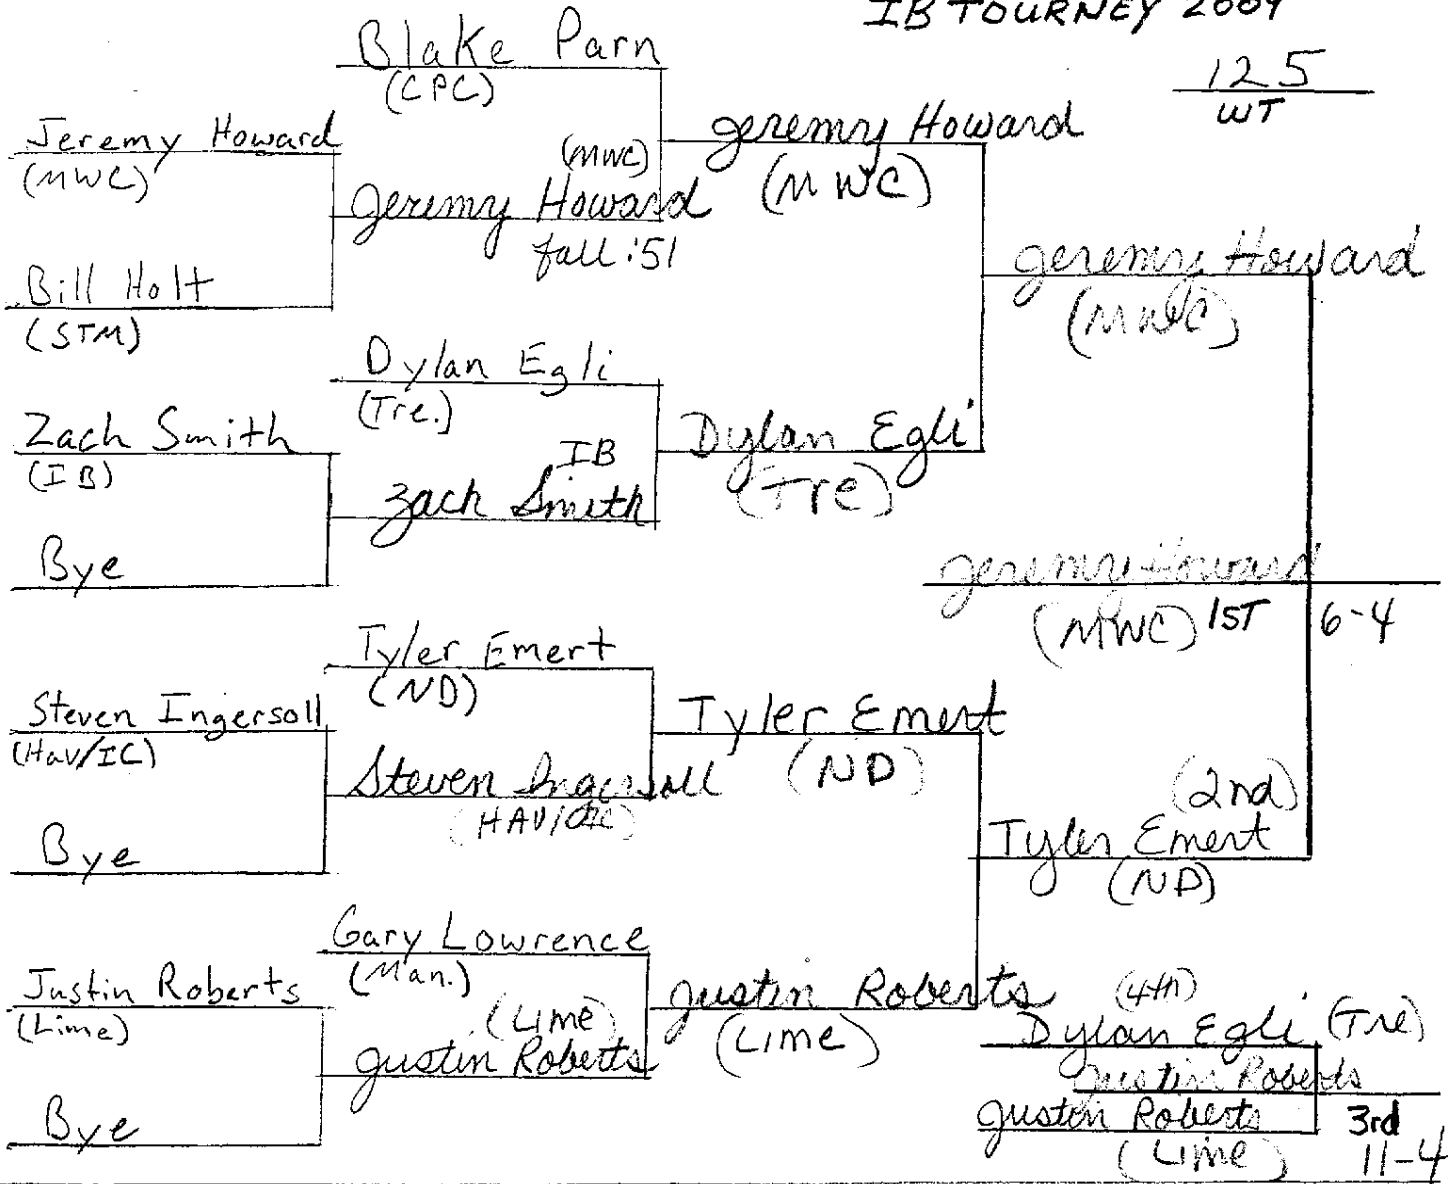 IB TOURNEY 2009
125
WT
Blake Parn
(CPC)
Jeremy Howard
(MWC)
(MWC)
Jeremy Howard
fall :51
Jeremy Howard
(MWC)
Bill Holt
(STM)
Jeremy Howard
(MWC)
Dylan Egli
(Tre.)
Zach Smith
(IB)
IB
Zach Smith
Dylan Egli
(Tre)
Bye
Jeremy Howard
(MWC) 1ST 6-4
Tyler Emert
(ND)
Steven Ingersoll
(Hav/IC)
Steven Ingersoll
Tyler Emert
(ND)
Bye
(2nd)
Tyler Emert
(ND)
Gary Lowrence
(Man.)
Justin Roberts
(Lime)
(Lime)
Justin Roberts
Justin Roberts
(Lime)
Bye
(4th)
Dylan Egli (Tre)
Justin Roberts
Justin Roberts 3rd
(Lime) 11-4